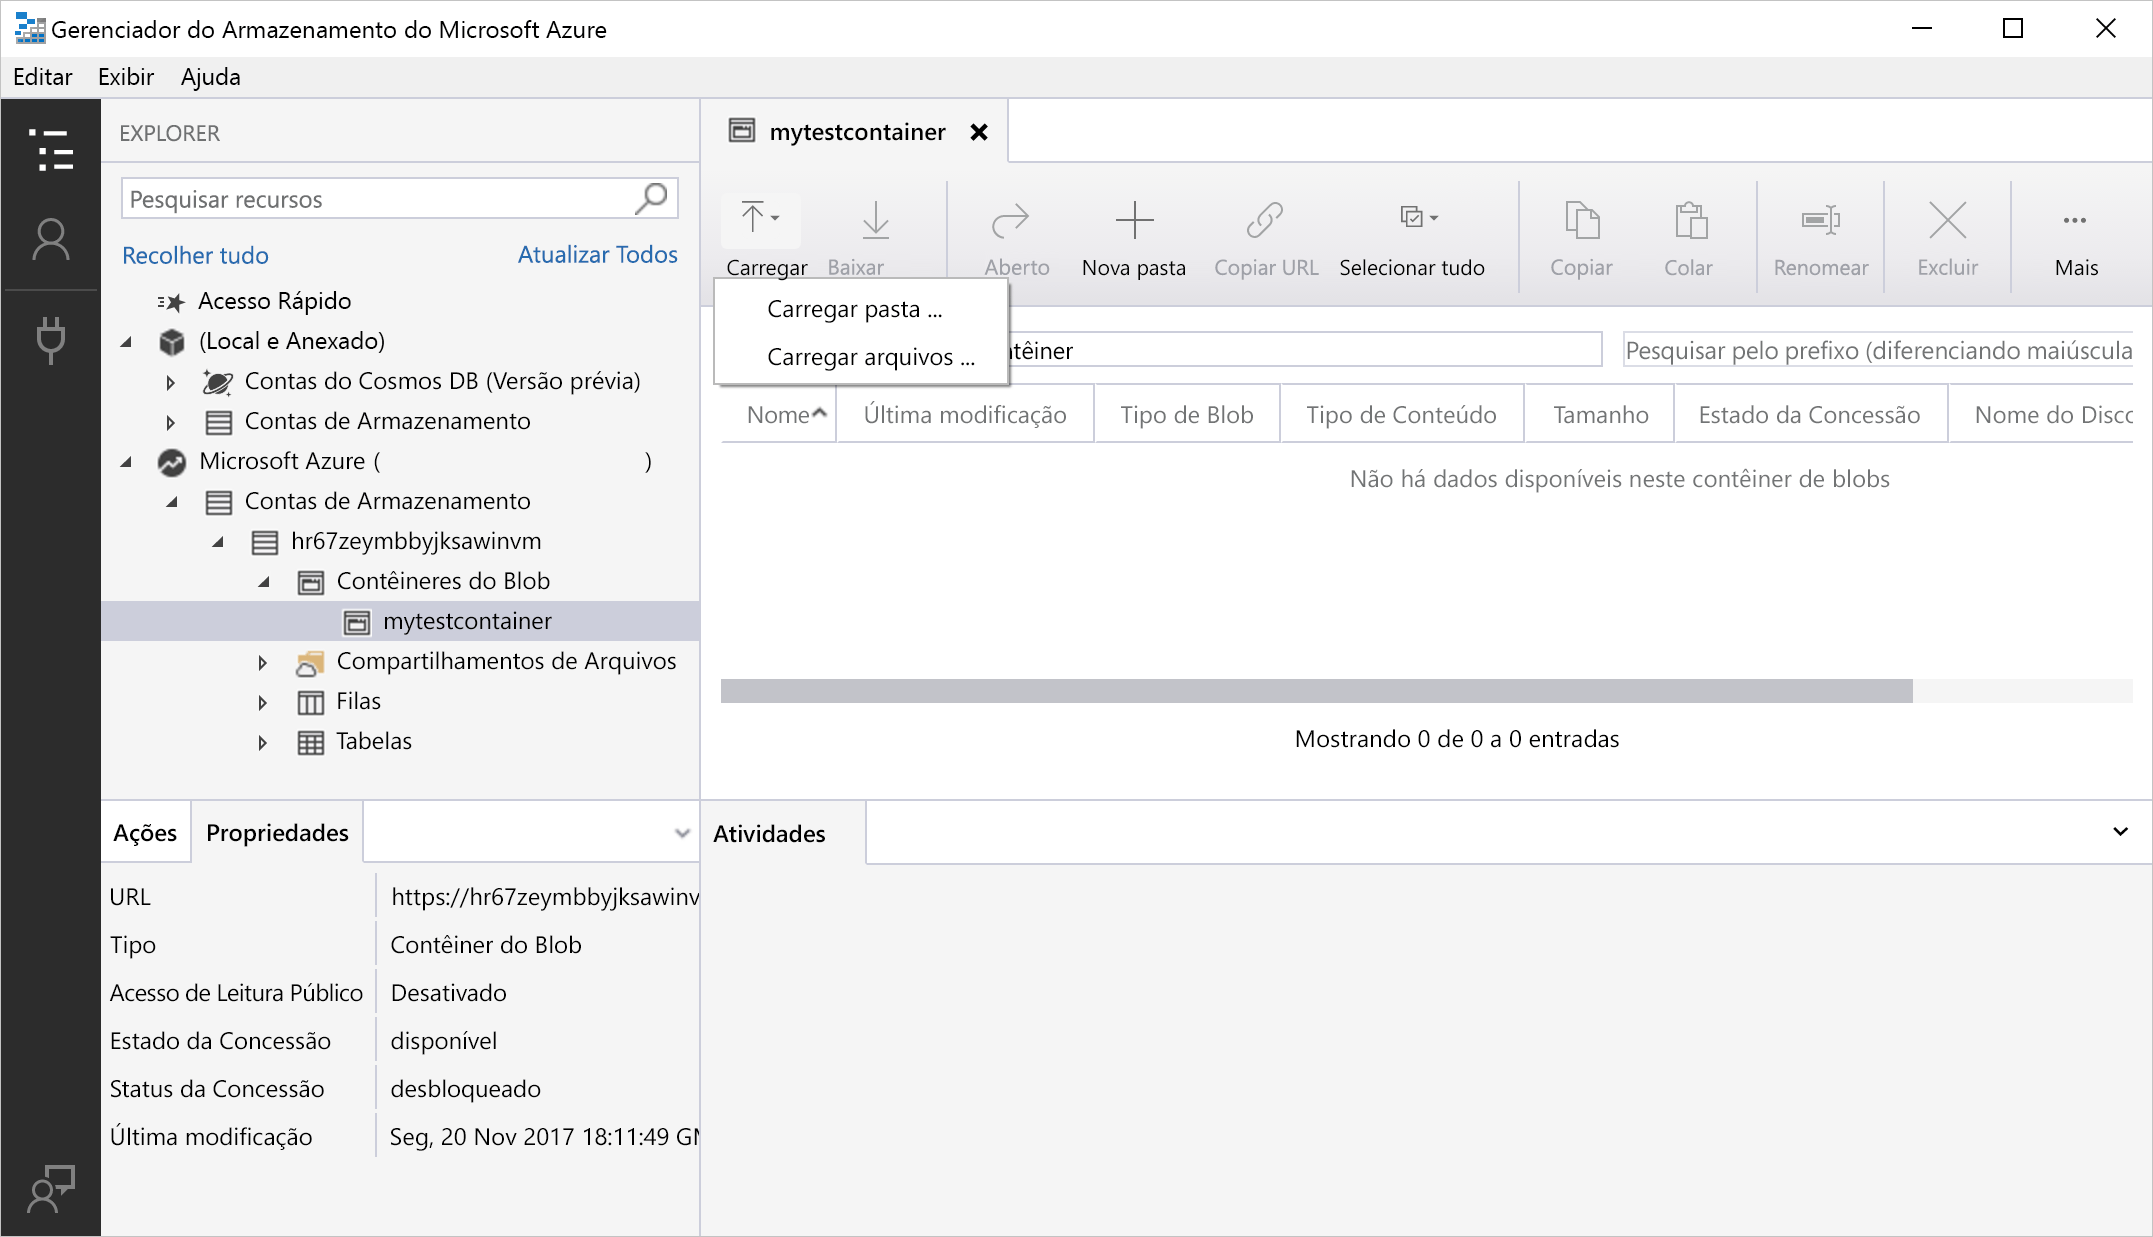 Gerenciador do Armazenamento do Microsoft Azure
Editar Exibir Ajuda
EXPLORER
Pesquisar recursos
Recolher tudo Atualizar Todos
Acesso Rápido
(Local e Anexado)
Contas do Cosmos DB (Versão prévia)
Contas de Armazenamento
Microsoft Azure ( )
Contas de Armazenamento
hr67zeymbbyjksawinvm
Contêineres do Blob
mytestcontainer
Compartilhamentos de Arquivos
Filas
Tabelas
Ações Propriedades
URL https://hr67zeymbbyjksawinv
Tipo Contêiner do Blob
Acesso de Leitura Público Desativado
Estado da Concessão disponível
Status da Concessão desbloqueado
Última modificação Seg, 20 Nov 2017 18:11:49 GM
mytestcontainer
Carregar Baixar Aberto Nova pasta Copiar URL Selecionar tudo Copiar Colar Renomear Excluir Mais
Carregar pasta ...
Carregar arquivos ...
ntêiner Pesquisar pelo prefixo (diferenciando maiúscula
Nome Última modificação Tipo de Blob Tipo de Conteúdo Tamanho Estado da Concessão Nome do Disco
Não há dados disponíveis neste contêiner de blobs
Mostrando 0 de 0 a 0 entradas
Atividades